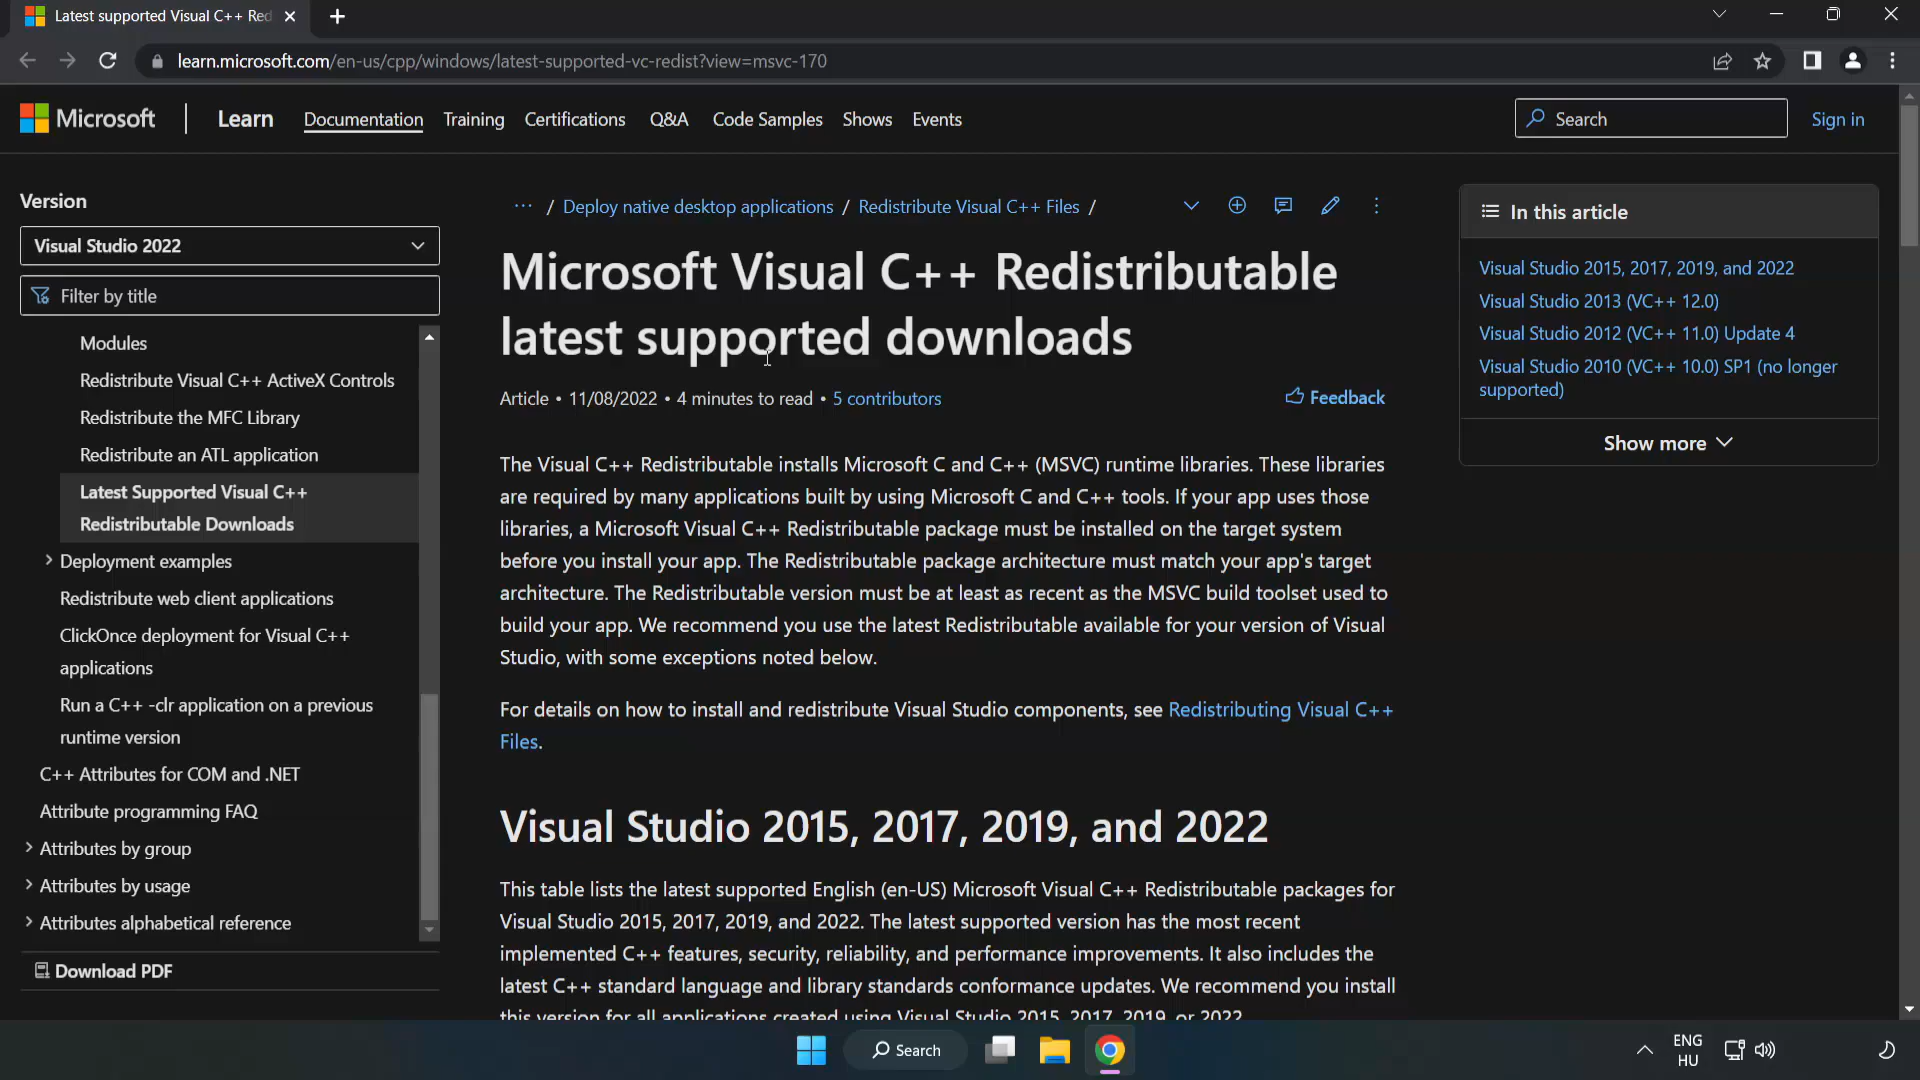 Latest supported Visual C++ Red
learn.microsoft.com/en-us/cpp/windows/latest-supported-vc-redist?view=msvc-170
Microsoft
Learn
Documentation
Training
Certifications
Q&A
Code Samples
Shows
Events
Search
Sign in
Version
Visual Studio 2022
Filter by title
Modules
Redistribute Visual C++ ActiveX Controls
Redistribute the MFC Library
Redistribute an ATL application
Latest Supported Visual C++
Redistributable Downloads
Deployment examples
Redistribute web client applications
ClickOnce deployment for Visual C++
applications
Run a C++ -clr application on a previous
runtime version
C++ Attributes for COM and .NET
Attribute programming FAQ
Attributes by group
Attributes by usage
Attributes alphabetical reference
Download PDF
··· / Deploy native desktop applications / Redistribute Visual C++ Files /
Microsoft Visual C++ Redistributable
latest supported downloads
Article • 11/08/2022 • 4 minutes to read • 5 contributors
Feedback
The Visual C++ Redistributable installs Microsoft C and C++ (MSVC) runtime libraries. These libraries
are required by many applications built by using Microsoft C and C++ tools. If your app uses those
libraries, a Microsoft Visual C++ Redistributable package must be installed on the target system
before you install your app. The Redistributable package architecture must match your app's target
architecture. The Redistributable version must be at least as recent as the MSVC build toolset used to
build your app. We recommend you use the latest Redistributable available for your version of Visual
Studio, with some exceptions noted below.
For details on how to install and redistribute Visual Studio components, see Redistributing Visual C++
Files.
Visual Studio 2015, 2017, 2019, and 2022
This table lists the latest supported English (en-US) Microsoft Visual C++ Redistributable packages for
Visual Studio 2015, 2017, 2019, and 2022. The latest supported version has the most recent
implemented C++ features, security, reliability, and performance improvements. It also includes the
latest C++ standard language and library standards conformance updates. We recommend you install
this version for all applications created using Visual Studio 2015, 2017, 2019, or 2022.
In this article
Visual Studio 2015, 2017, 2019, and 2022
Visual Studio 2013 (VC++ 12.0)
Visual Studio 2012 (VC++ 11.0) Update 4
Visual Studio 2010 (VC++ 10.0) SP1 (no longer
supported)
Show more
Search
ENG
HU